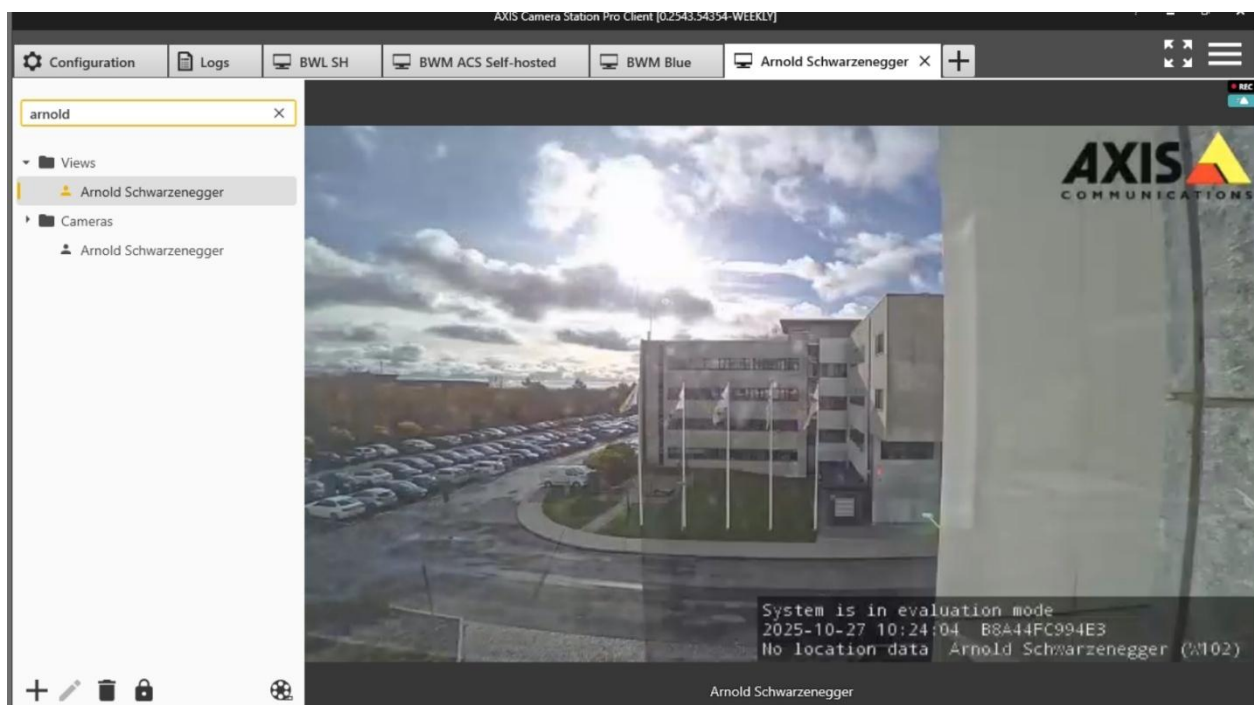 AXIS Camera Station Pro Client [0.2543.54354-WEEKLY]
Configuration
Logs
BWL SH
BWM ACS Self-hosted
BWM Blue
Arnold Schwarzenegger
arnold
Views
Arnold Schwarzenegger
Cameras
Arnold Schwarzenegger
REC
AXIS
COMMUNICATIONS
System is in evaluation mode
2025-10-27 10:24:04 B8A44FC994E3
No location data Arnold Schwarzenegger (W102)
Arnold Schwarzenegger